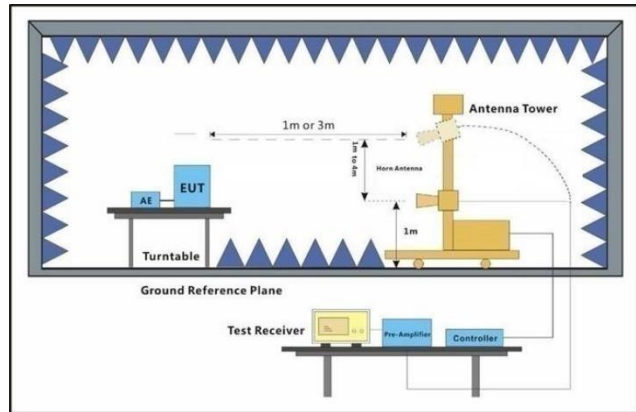 1m or 3m
Antenna Tower
1m to 4m
Horn Antenna
EUT
AE
1m
Turntable
Ground Reference Plane
Test Receiver
Pre-Amplifier
Controller